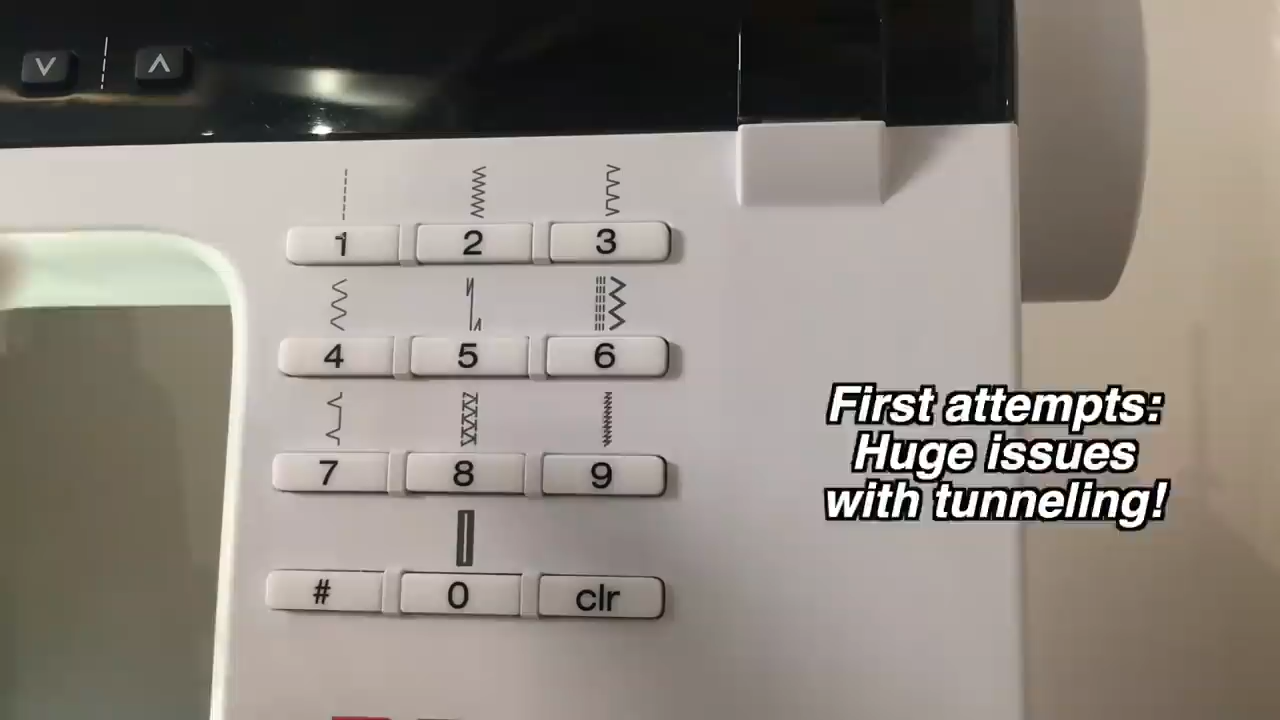 1 2 3
4 5 6
7 8 9
# 0 clr
First attempts:
Huge issues
with tunneling!